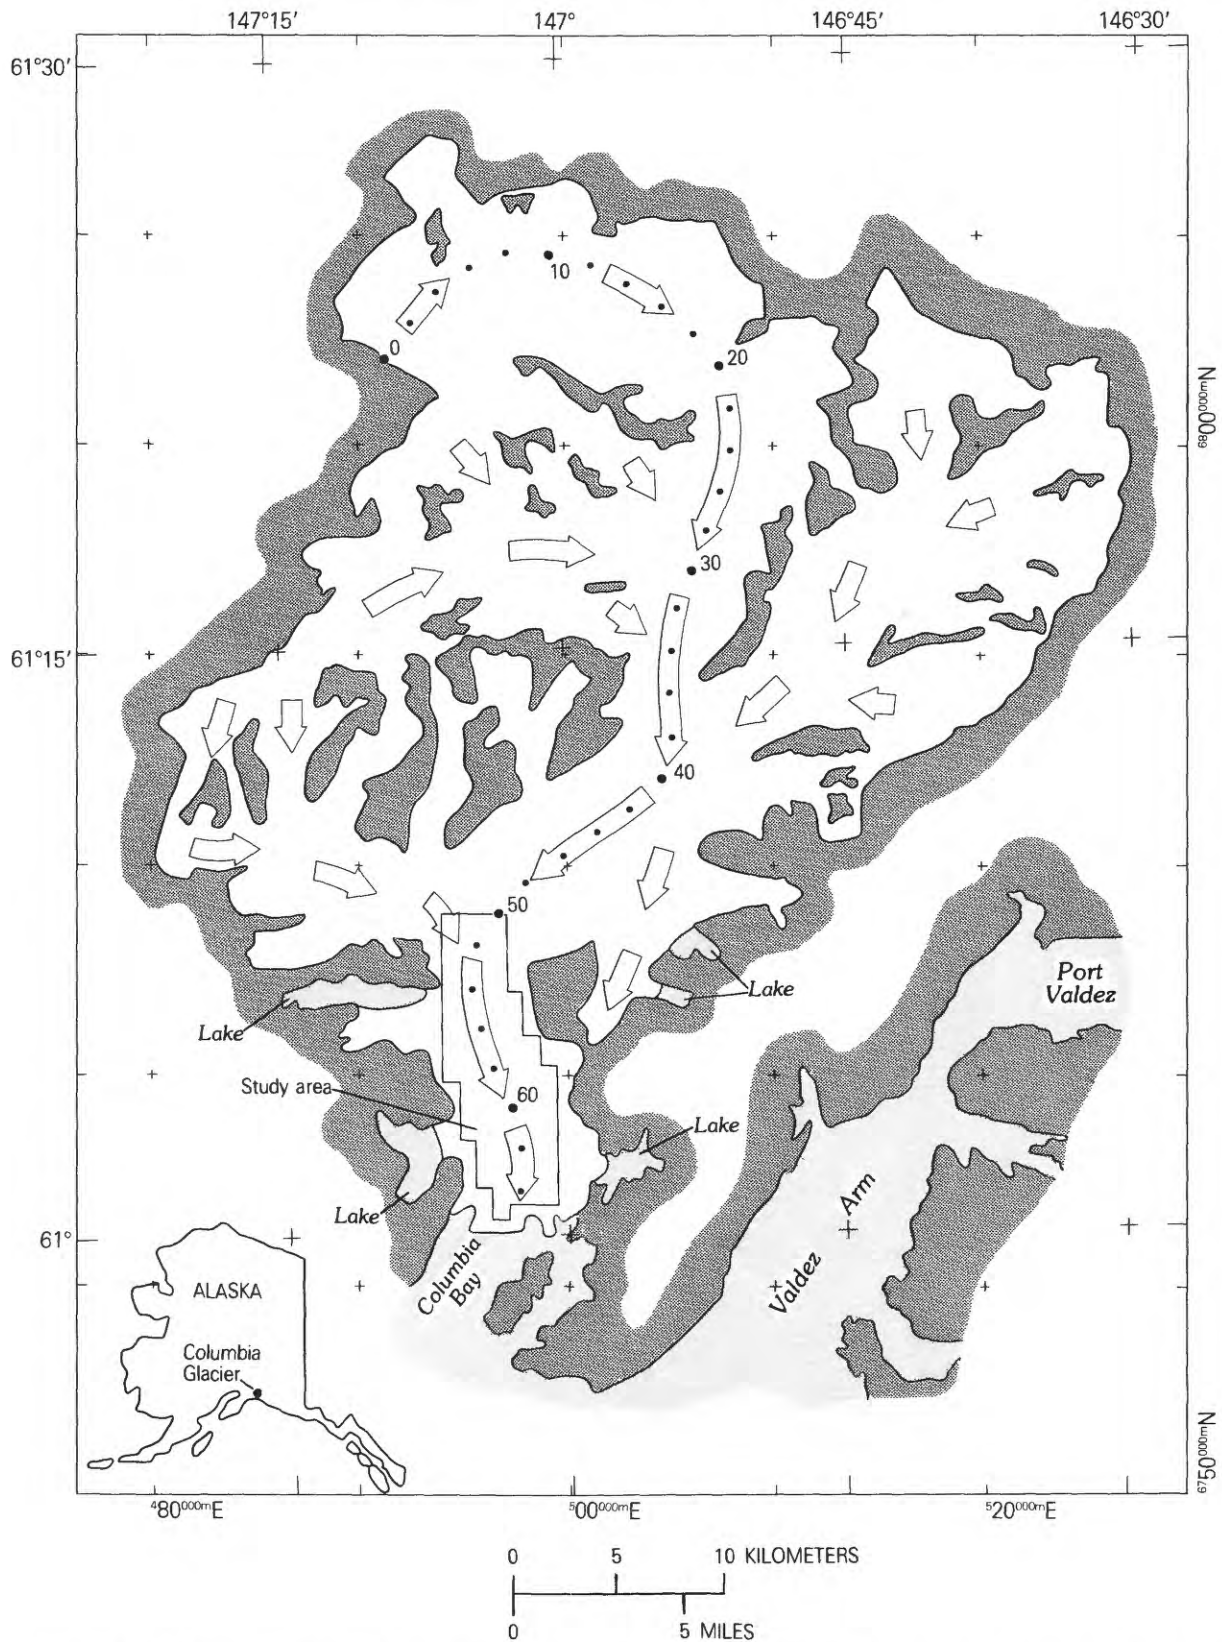 147°15′ 147° 146°45′ 146°30′
61°30′
10
0
20
6800000mN
30
61°15′
40
50
Port
Valdez
Lake
Lake
Study area
60
Lake
Arm
Lake
61°
Columbia
Bay
Valdez
ALASKA
Columbia
Glacier
6750000mN
480000mE 500000mE 520000mE
0 5 10 KILOMETERS
0 5 MILES